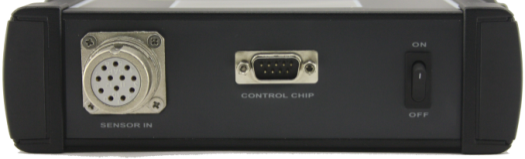 ON
CONTROL CHIP
OFF
SENSOR IN